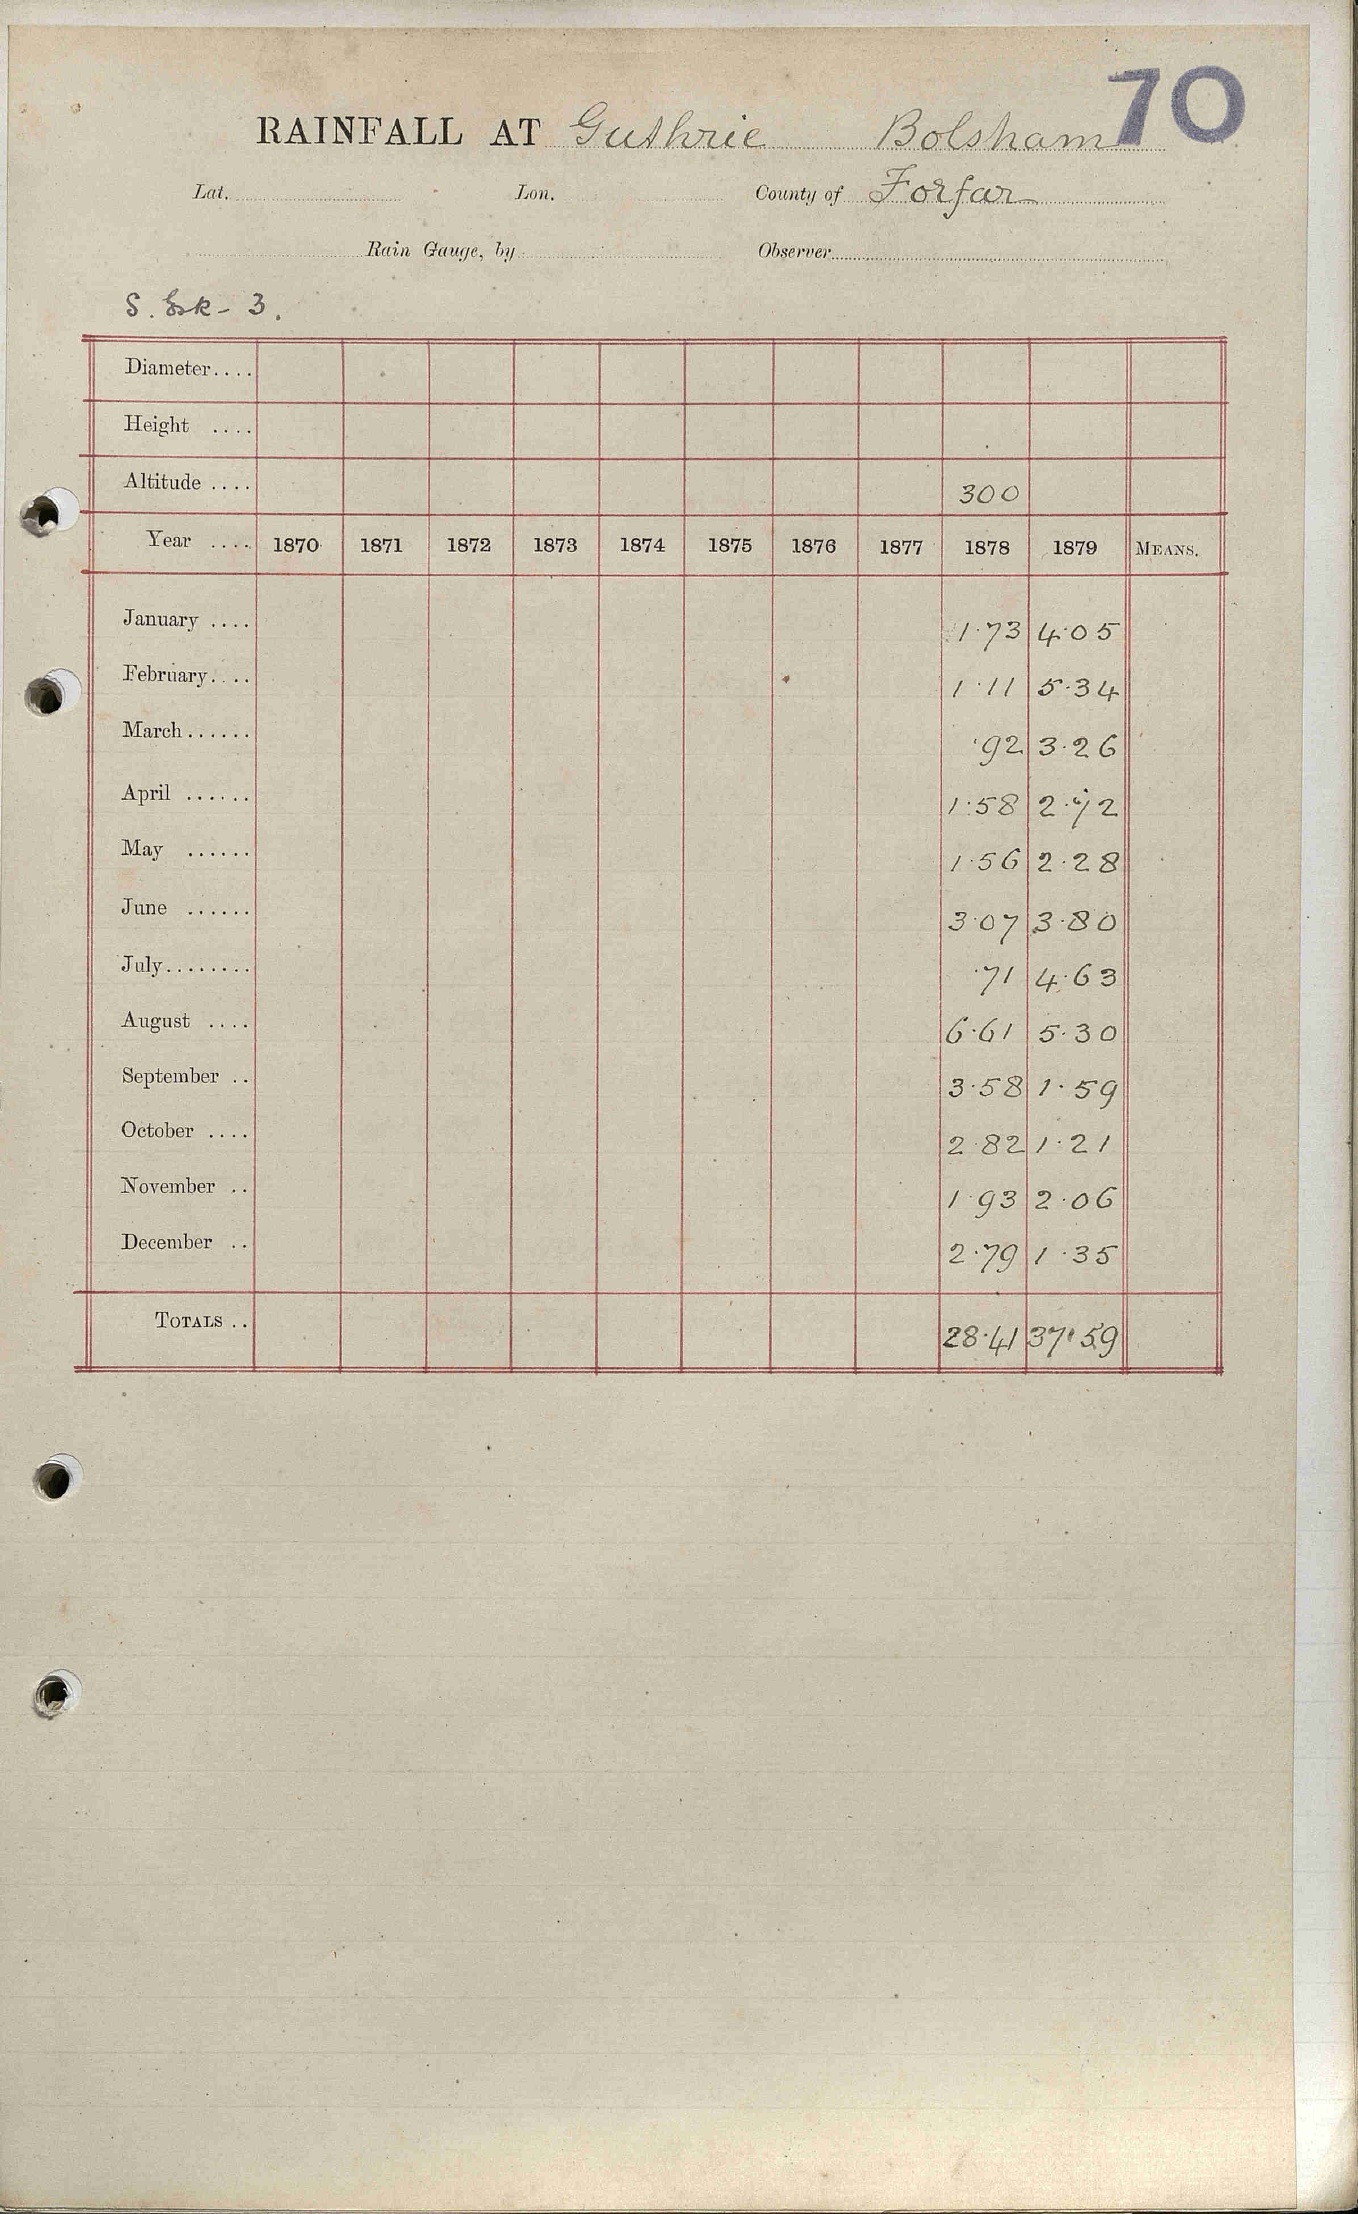 70
RAINFALL AT Guthrie Bolsham
Lat. Lon. County of Forfar
Rain Gauge, by Observer
S. Esk - 3.
Diameter....
Height ....
Altitude .... 300
Year .... 1870 1871 1872 1873 1874 1875 1876 1877 1878 1879 MEANS.
January .... 1·73 4·05
February.... 1·11 5·34
March...... ·92 3·26
April ...... 1·58 2·72
May ...... 1·56 2·28
June ...... 3·07 3·80
July........ ·71 4·63
August .... 6·61 5·30
September .. 3·58 1·59
October .... 2·82 1·21
November .. 1·93 2·06
December .. 2·79 1·35
TOTALS .. 28·41 37·59